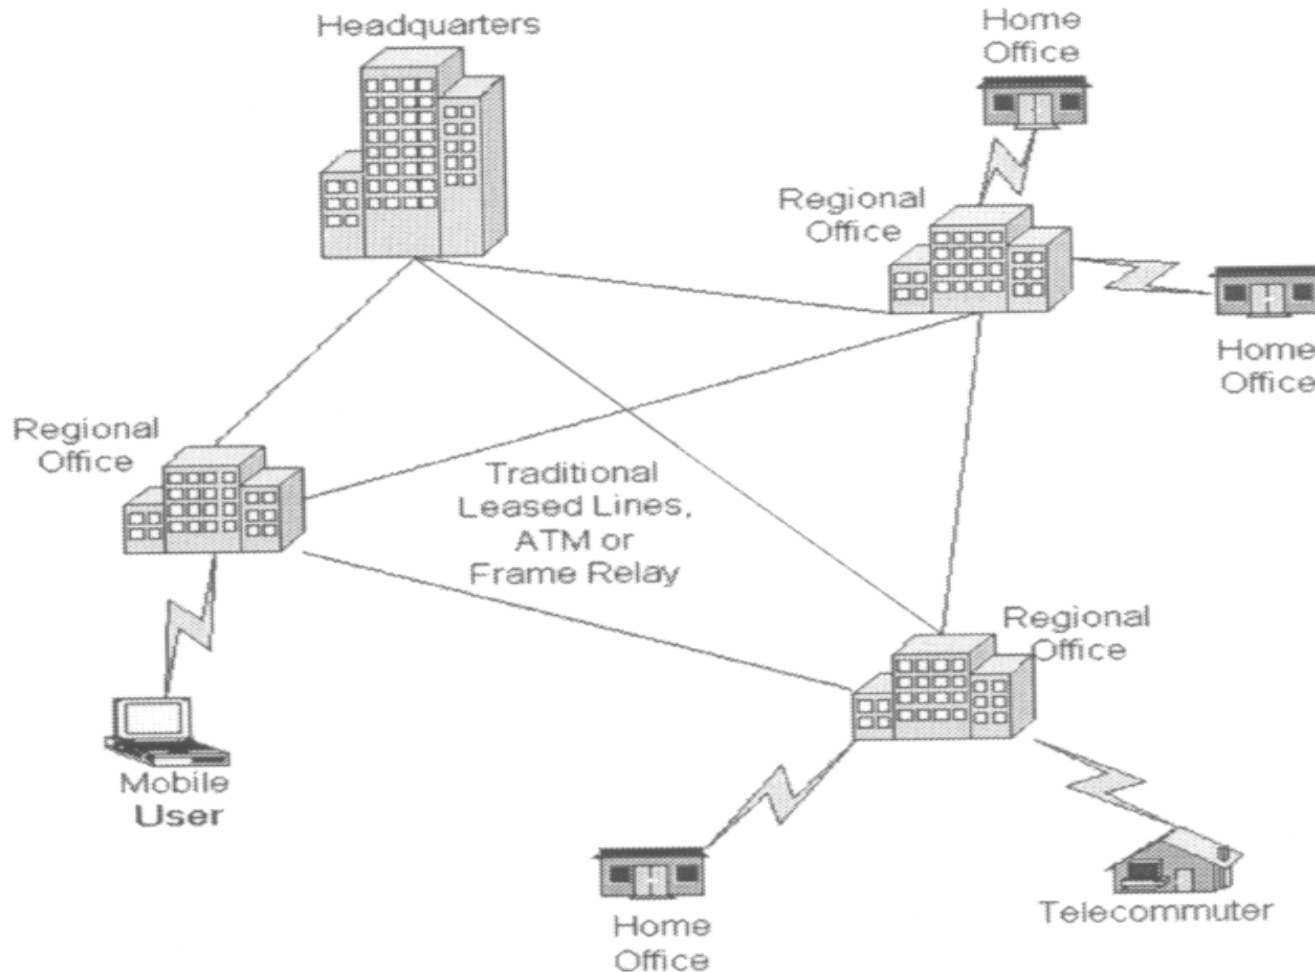 Headquarters
Home
Office
Regional
Office
Home
Office
Regional
Office
Traditional
Leased Lines,
ATM or
Frame Relay
Regional
Office
Mobile
User
Home
Office
Telecommuter